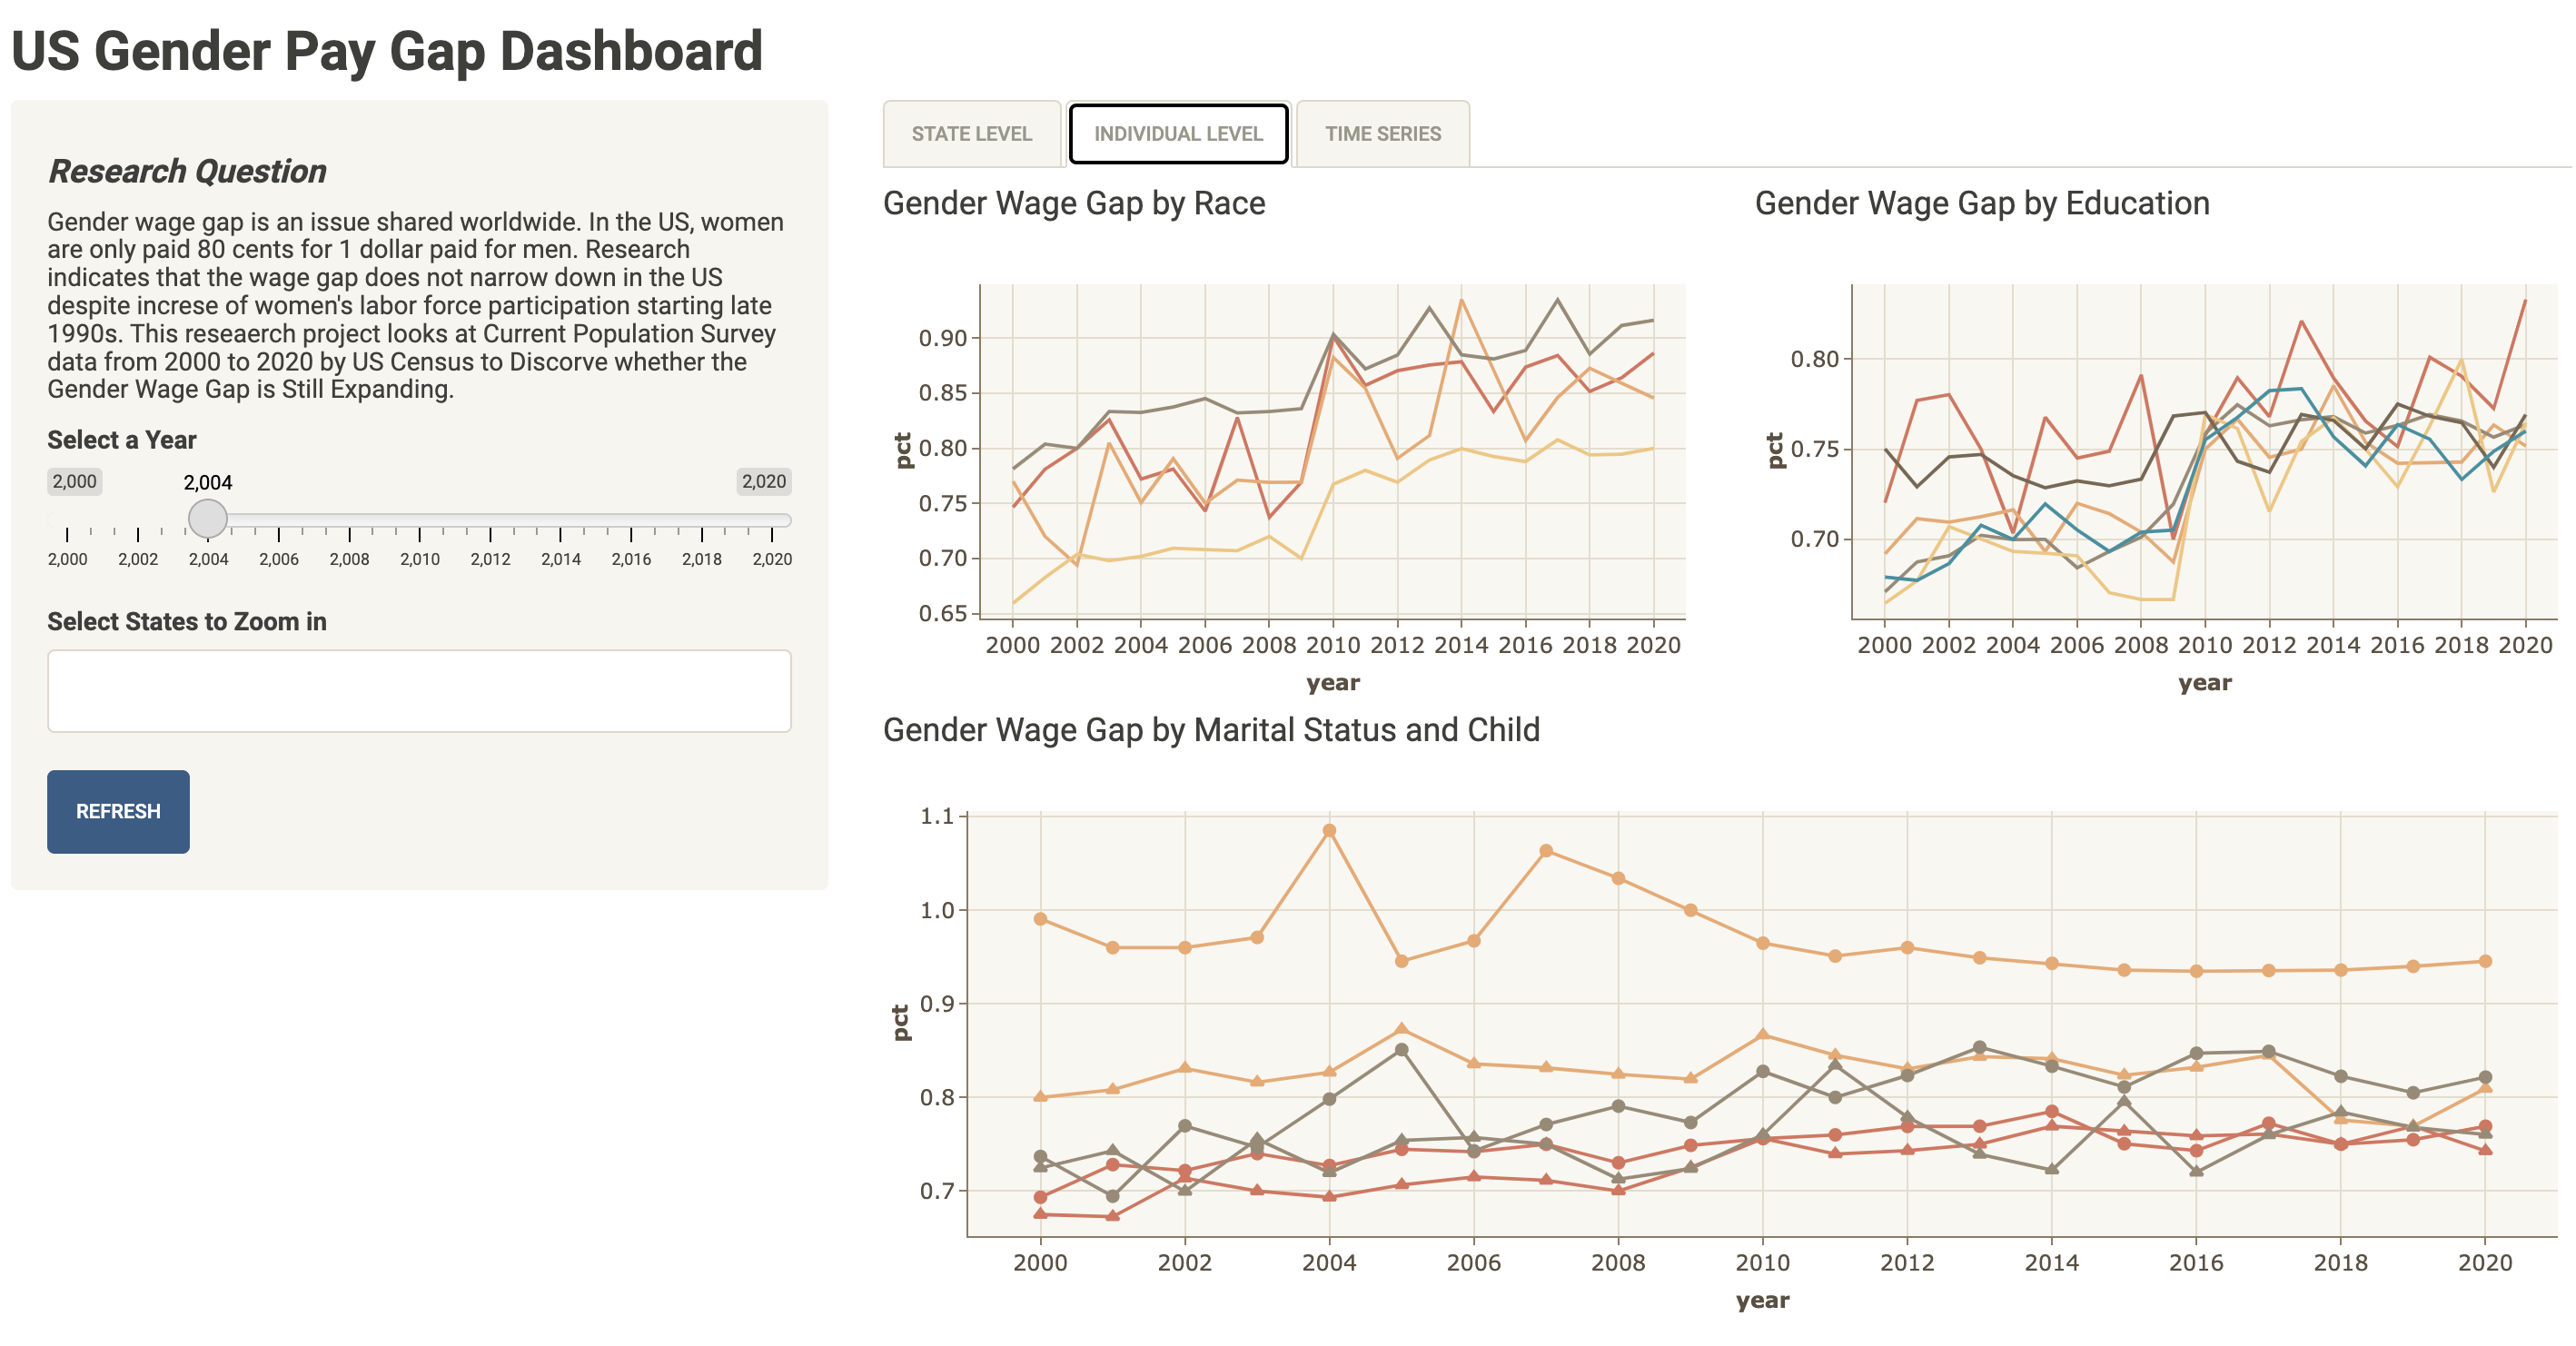 US Gender Pay Gap Dashboard
Research Question
Gender wage gap is an issue shared worldwide. In the US, women
are only paid 80 cents for 1 dollar paid for men. Research
indicates that the wage gap does not narrow down in the US
despite increse of women's labor force participation starting late
1990s. This reseaerch project looks at Current Population Survey
data from 2000 to 2020 by US Census to Discorve whether the
Gender Wage Gap is Still Expanding.
Select a Year
2,000 2,004 2,020
2,000 2,002 2,004 2,006 2,008 2,010 2,012 2,014 2,016 2,018 2,020
Select States to Zoom in
REFRESH
STATE LEVEL INDIVIDUAL LEVEL TIME SERIES
Gender Wage Gap by Race
0.90
0.85
0.80
0.75
0.70
0.65
pct
2000 2002 2004 2006 2008 2010 2012 2014 2016 2018 2020
year
Gender Wage Gap by Education
0.80
0.75
0.70
pct
2000 2002 2004 2006 2008 2010 2012 2014 2016 2018 2020
year
Gender Wage Gap by Marital Status and Child
1.1
1.0
0.9
0.8
0.7
pct
2000 2002 2004 2006 2008 2010 2012 2014 2016 2018 2020
year